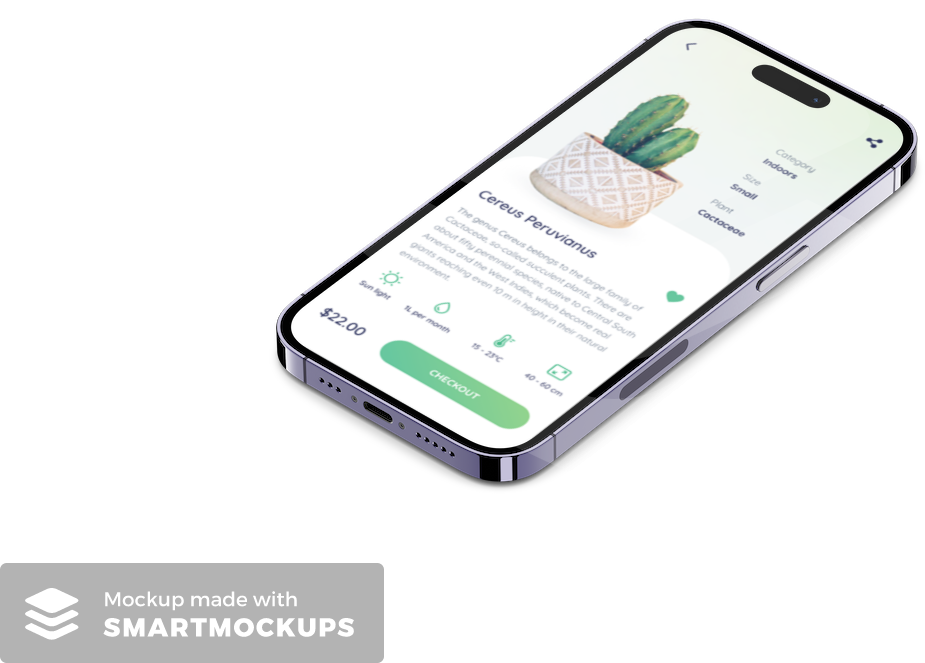 Category
Indoors
Size
Small
Plant
Cactaceae
Cereus Peruvianus
The genus Cereus belongs to the large family of
Cactaceae, so-called succulent plants. There are
about fifty perennial species, native to Central South
America and the West Indies, which become real
giants reaching even 10 m in height in their natural
environment.
Sun light
1L per month
15 - 23°C
40 - 60 cm
$22.00
CHECKOUT
Mockup made with
SMARTMOCKUPS